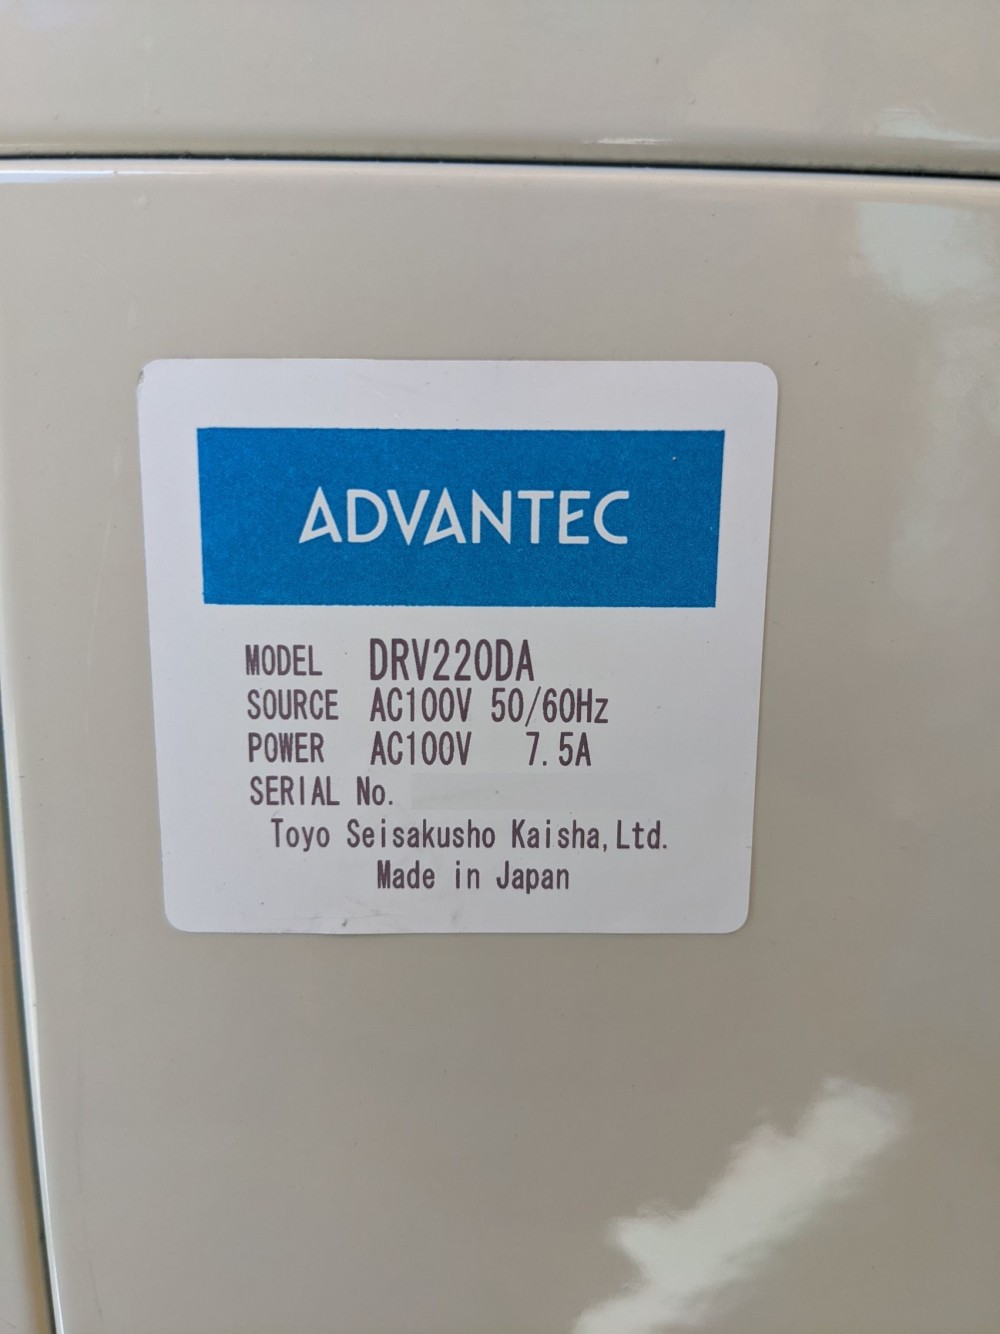 ADVANTEC
MODEL DRV220DA
SOURCE AC100V 50/60Hz
POWER AC100V 7.5A
SERIAL No.
Toyo Seisakusho Kaisha,Ltd.
Made in Japan